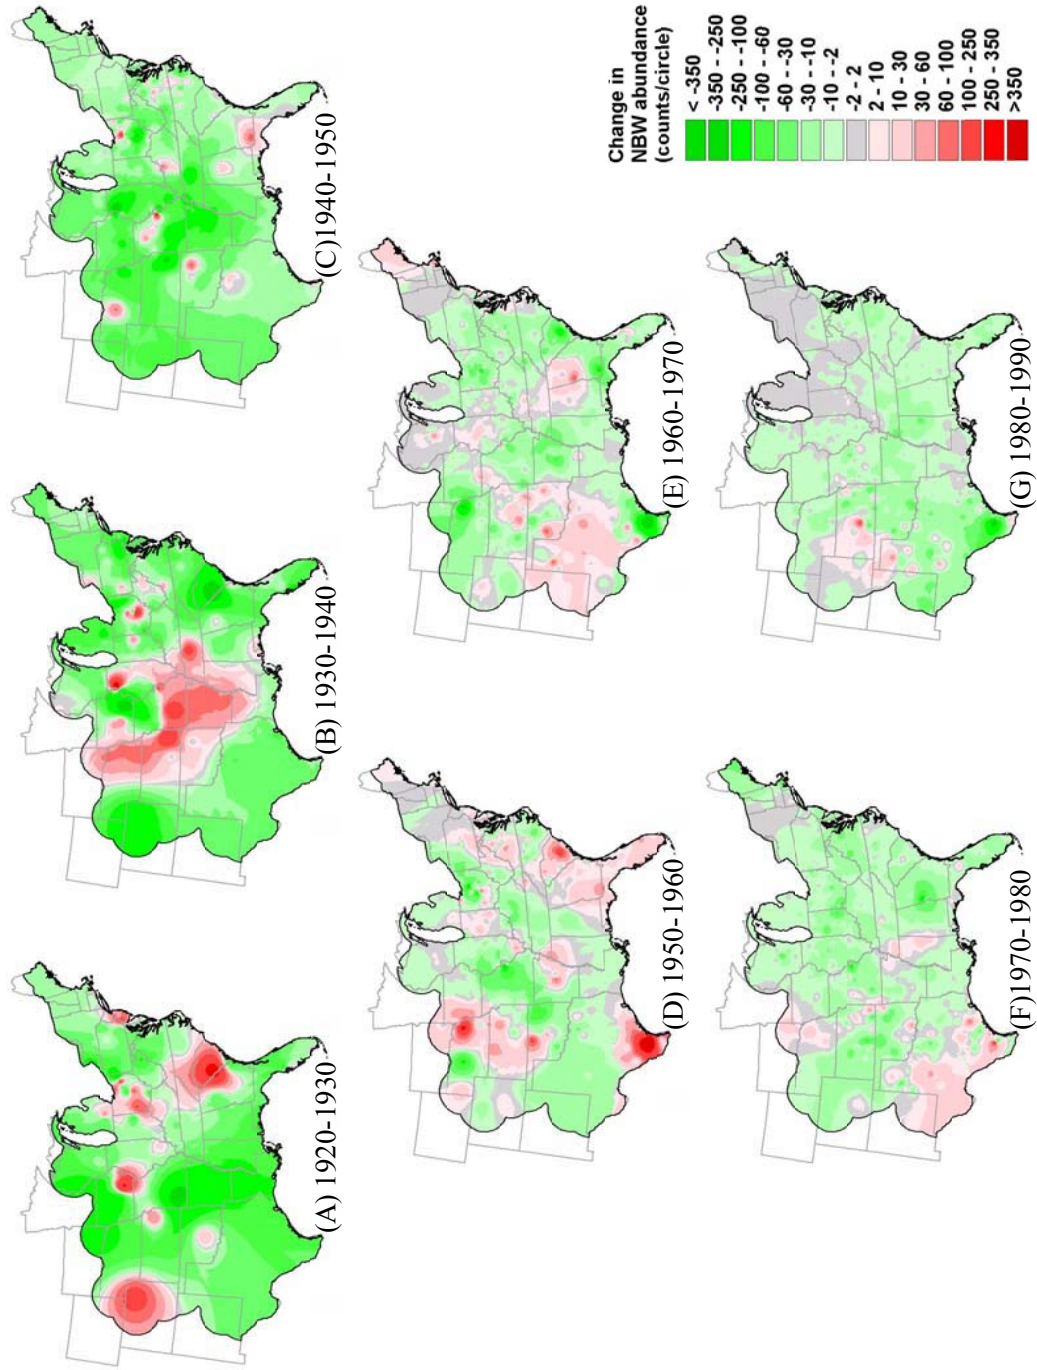 (A) 1920-1930
(B) 1930-1940
(C)1940-1950
(D) 1950-1960
(E) 1960-1970
(F)1970-1980
(G) 1980-1990
Change in
NBW abundance
(counts/circle)
< -350
-350 - -250
-250 - -100
-100 - -60
-60 - -30
-30 - -10
-10 - -2
-2 - 2
2 - 10
10 - 30
30 - 60
60 - 100
100 - 250
250 - 350
>350